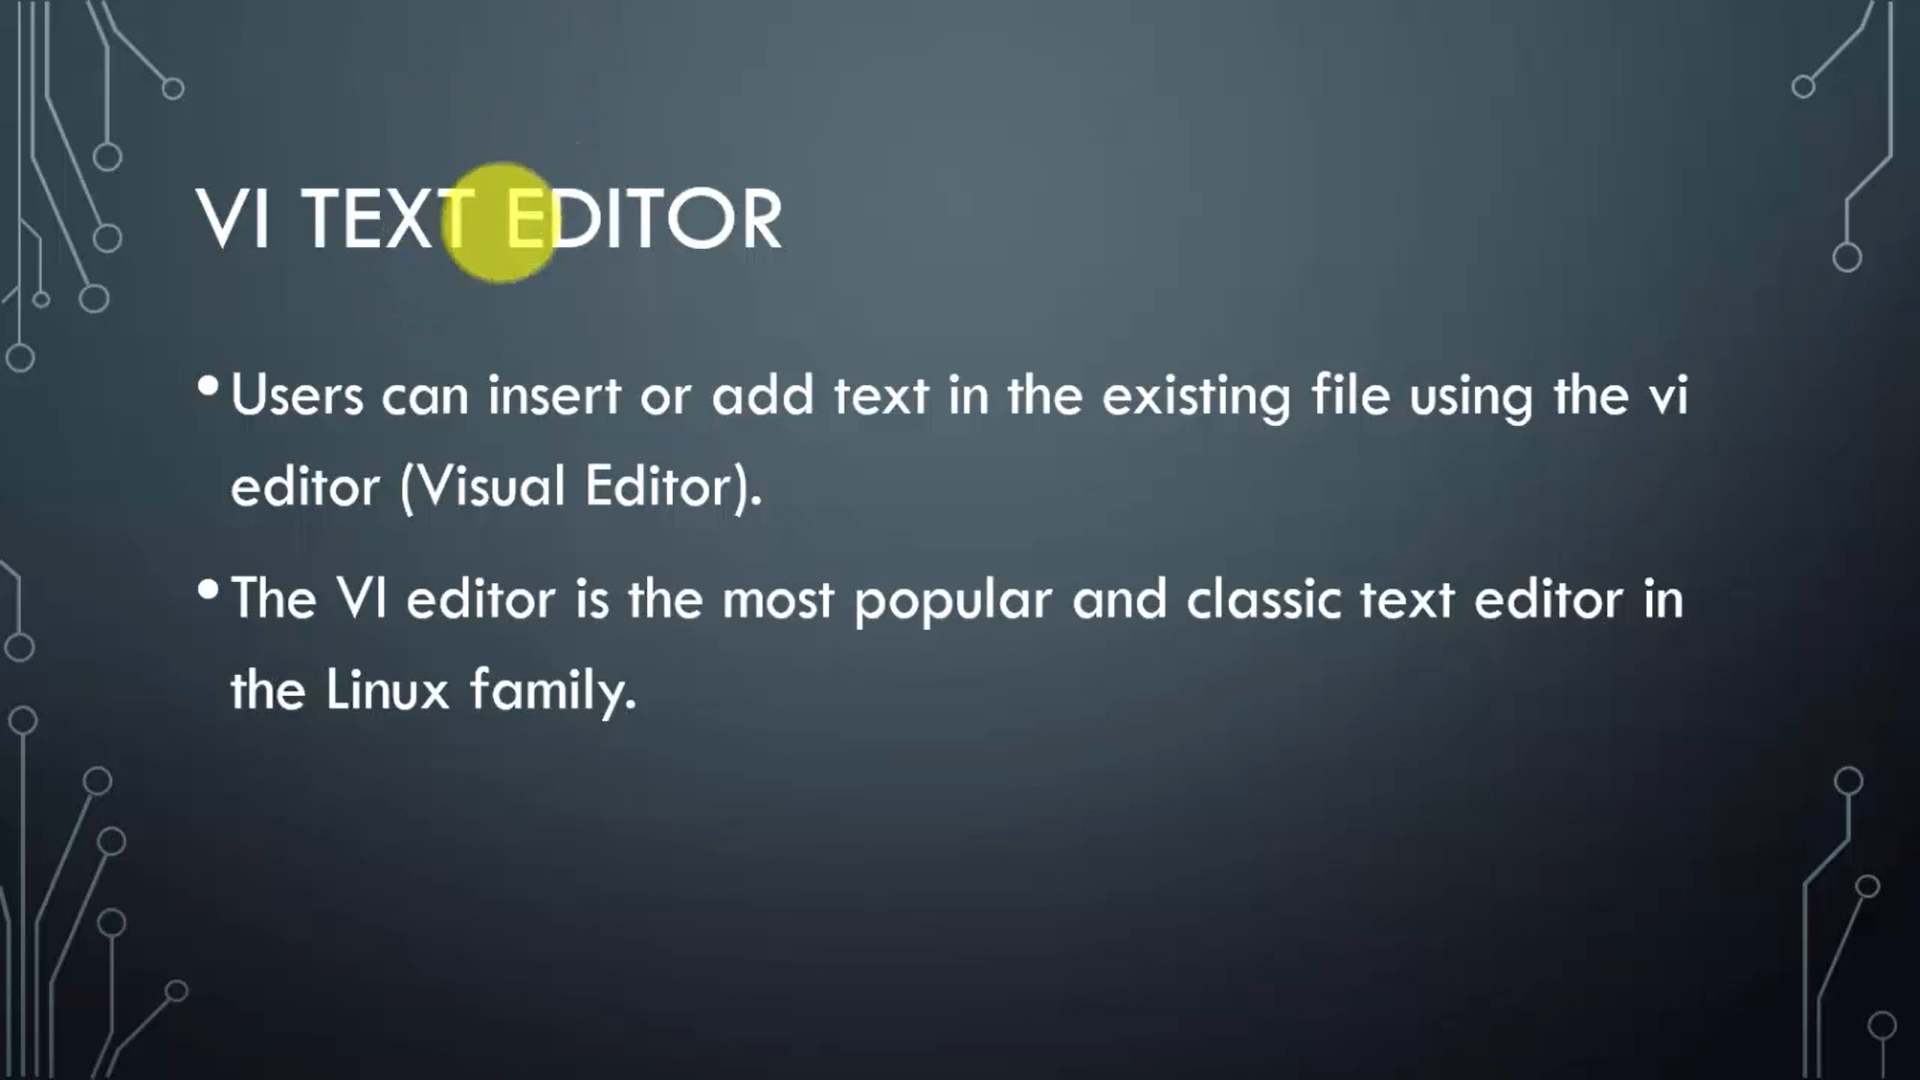 VI TEXT EDITOR
• Users can insert or add text in the existing file using the vi
editor (Visual Editor).
• The VI editor is the most popular and classic text editor in
the Linux family.